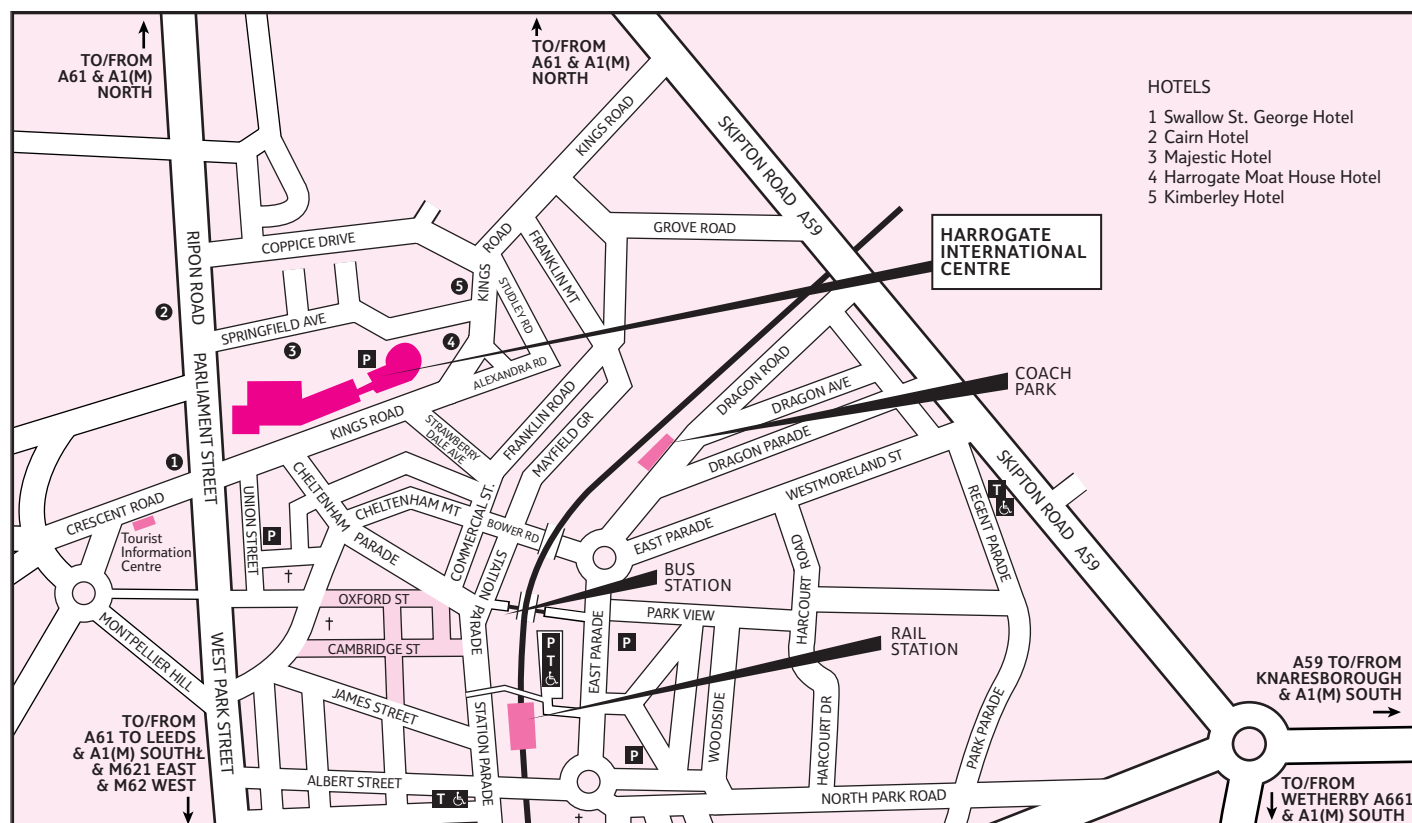 TO/FROM
A61 & A1(M)
NORTH
TO/FROM
A61 & A1(M)
NORTH
HOTELS
1 Swallow St. George Hotel
2 Cairn Hotel
3 Majestic Hotel
4 Harrogate Moat House Hotel
5 Kimberley Hotel
KINGS ROAD
SKIPTON ROAD A59
GROVE ROAD
HARROGATE
INTERNATIONAL
CENTRE
COPPICE DRIVE
RIPON ROAD
KINGS ROAD
FRANKLIN MT
STUDLEY RD
5
2
SPRINGFIELD AVE
3
4
P
ALEXANDRA RD
PARLIAMENT STREET
KINGS ROAD
STRAWBERRY
DALE AVE
FRANKLIN ROAD
MAYFIELD GR
DRAGON ROAD
DRAGON AVE
DRAGON PARADE
COACH
PARK
WESTMORELAND ST
SKIPTON ROAD A59
REGENT PARADE
T
1
CRESCENT ROAD
Tourist
Information
Centre
UNION STREET
P
CHELTENHAM PARADE
CHELTENHAM MT
COMMERCIAL ST.
BOWER RD
STATION PARADE
EAST PARADE
HARCOURT ROAD
BUS
STATION
OXFORD ST
CAMBRIDGE ST
PARK VIEW
P
T
P
EAST PARADE
RAIL
STATION
MONTPELLIER HILL
WEST PARK STREET
JAMES STREET
STATION PARADE
WOODSIDE
HARCOURT DR
PARK PARADE
P
A59 TO/FROM
KNARESBOROUGH
& A1(M) SOUTH
TO/FROM
A61 TO LEEDS
& A1(M) SOUTHŁ
& M621 EAST
& M62 WEST
ALBERT STREET
T
NORTH PARK ROAD
TO/FROM
WETHERBY A661
& A1(M) SOUTH